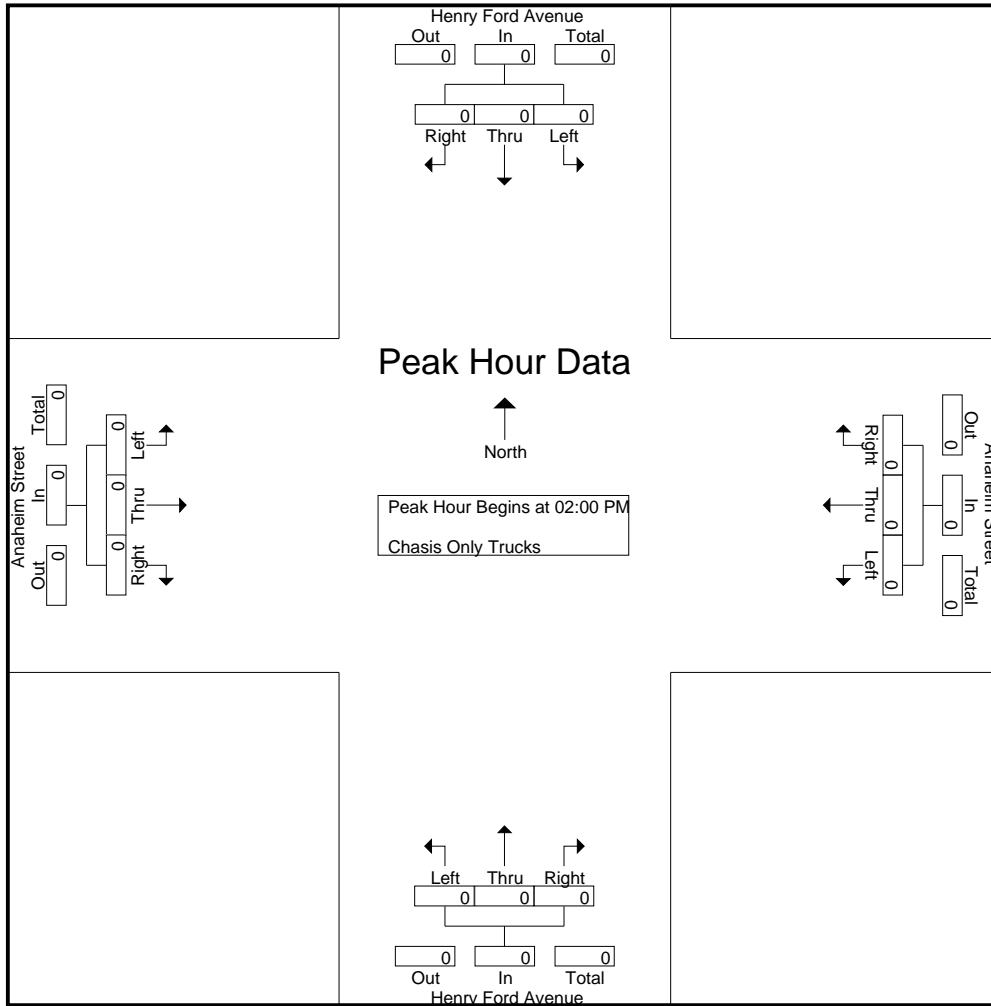 Henry Ford Avenue
Out In Total
0 0 0
0 0 0
Right Thru Left
Peak Hour Data
North
Peak Hour Begins at 02:00 PM
Chasis Only Trucks
Anaheim Street
Total In Out
0 0 0
0 0 0
Left Thru Right
Right Thru Left
0 0 0
0 0 0
Out In Total
Anaheim Street
Left Thru Right
0 0 0
0 0 0
Out In Total
Henry Ford Avenue